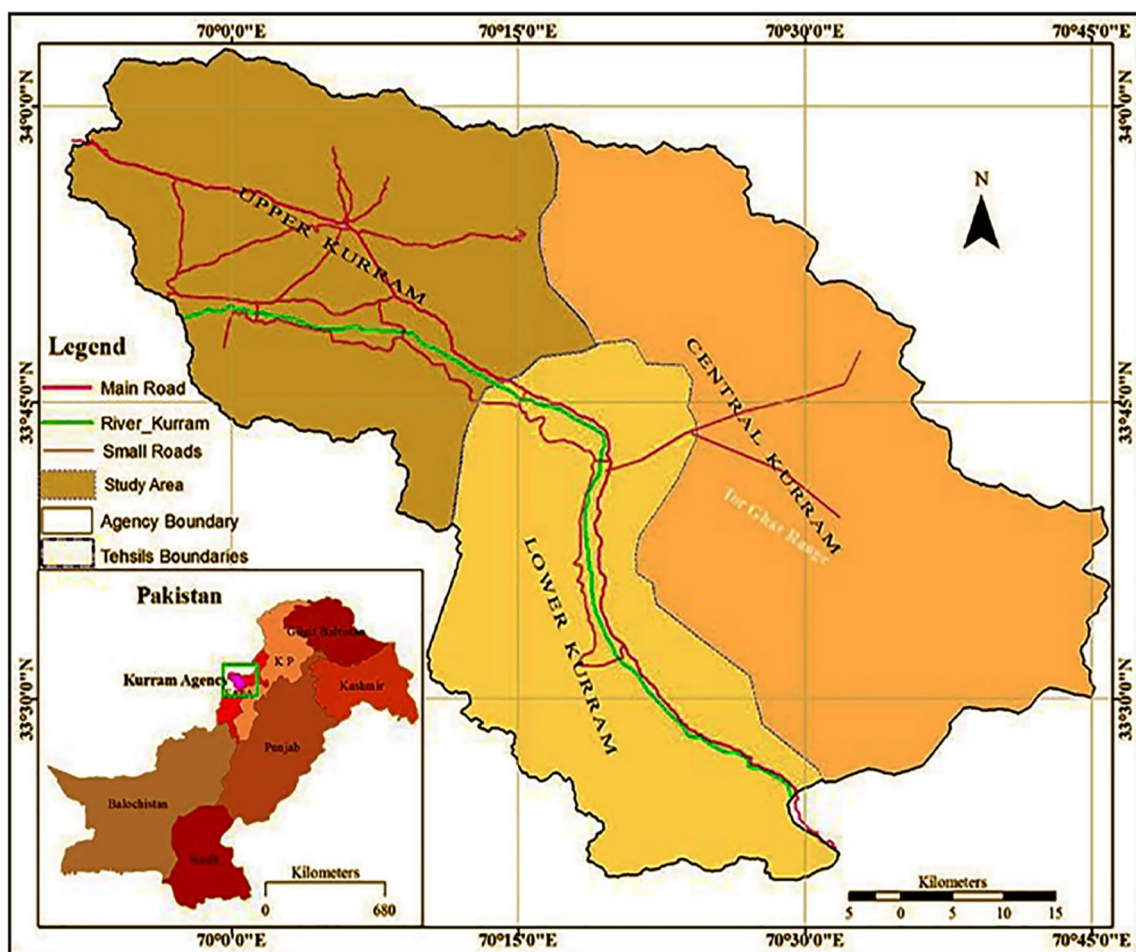 70°0'0"E 70°15'0"E 70°30'0"E 70°45'0"E
34°0'0"N
34°0'0"N
N
UPPER KURRAM
CENTRAL KURRAM
LOWER KURRAM
Tor Ghar Range
33°45'0"N
33°45'0"N
Legend
Main Road
River_Kurram
Small Roads
Study Area
Agency Boundary
Tehsils Boundaries
Pakistan
Gilgit Baltistan
K P
Kurram Agency
Kashmir
Punjab
Balochistan
Sindh
Kilometers
0 680
33°30'0"N
33°30'0"N
Kilometers
5 0 5 10 15
70°0'0"E 70°15'0"E 70°30'0"E 70°45'0"E